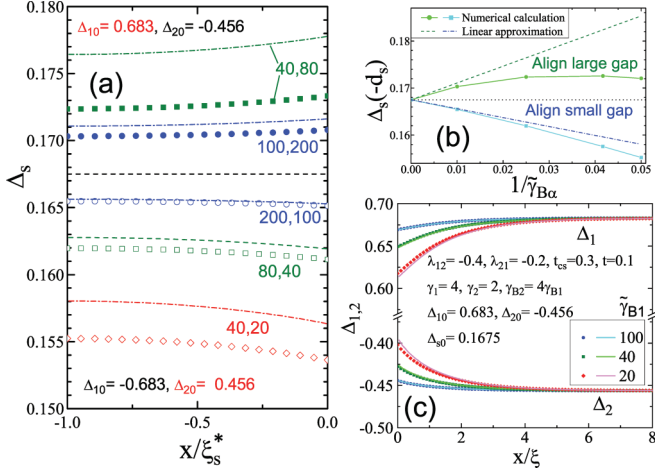 Δ10= 0.683, Δ20= -0.456
(a)
40,80
100,200
200,100
80,40
40,20
Δ10= -0.683, Δ20= 0.456
0.175
0.170
0.165
0.160
0.155
0.150
Δs
-1.0
-0.5
0.0
x/ξs*
Numerical calculation
Linear approximation
Align large gap
Align small gap
(b)
Δs(-ds)
0.18
0.17
0.16
0.00
0.01
0.02
0.03
0.04
0.05
1/γ̃Bα
0.70
0.65
0.60
-0.40
-0.45
-0.50
Δ1,2
Δ1
λ12= -0.4, λ21= -0.2, tcs=0.3, t=0.1
γ1= 4, γ2= 2, γB2= 4γB1
Δ10= 0.683, Δ20= -0.456
Δs0= 0.1675
γ̃B1
100
40
20
(c)
Δ2
0
2
4
6
8
x/ξ